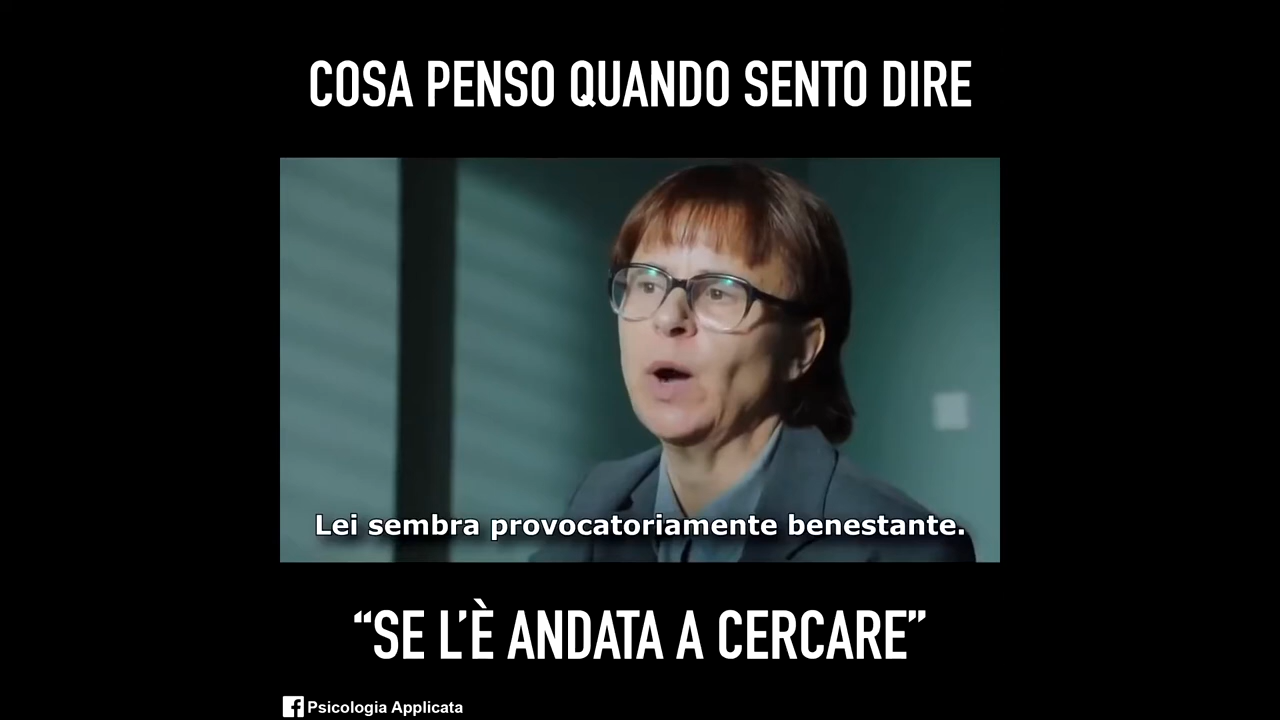 COSA PENSO QUANDO SENTO DIRE
Lei sembra provocatoriamente benestante.
“SE L’È ANDATA A CERCARE”
Psicologia Applicata